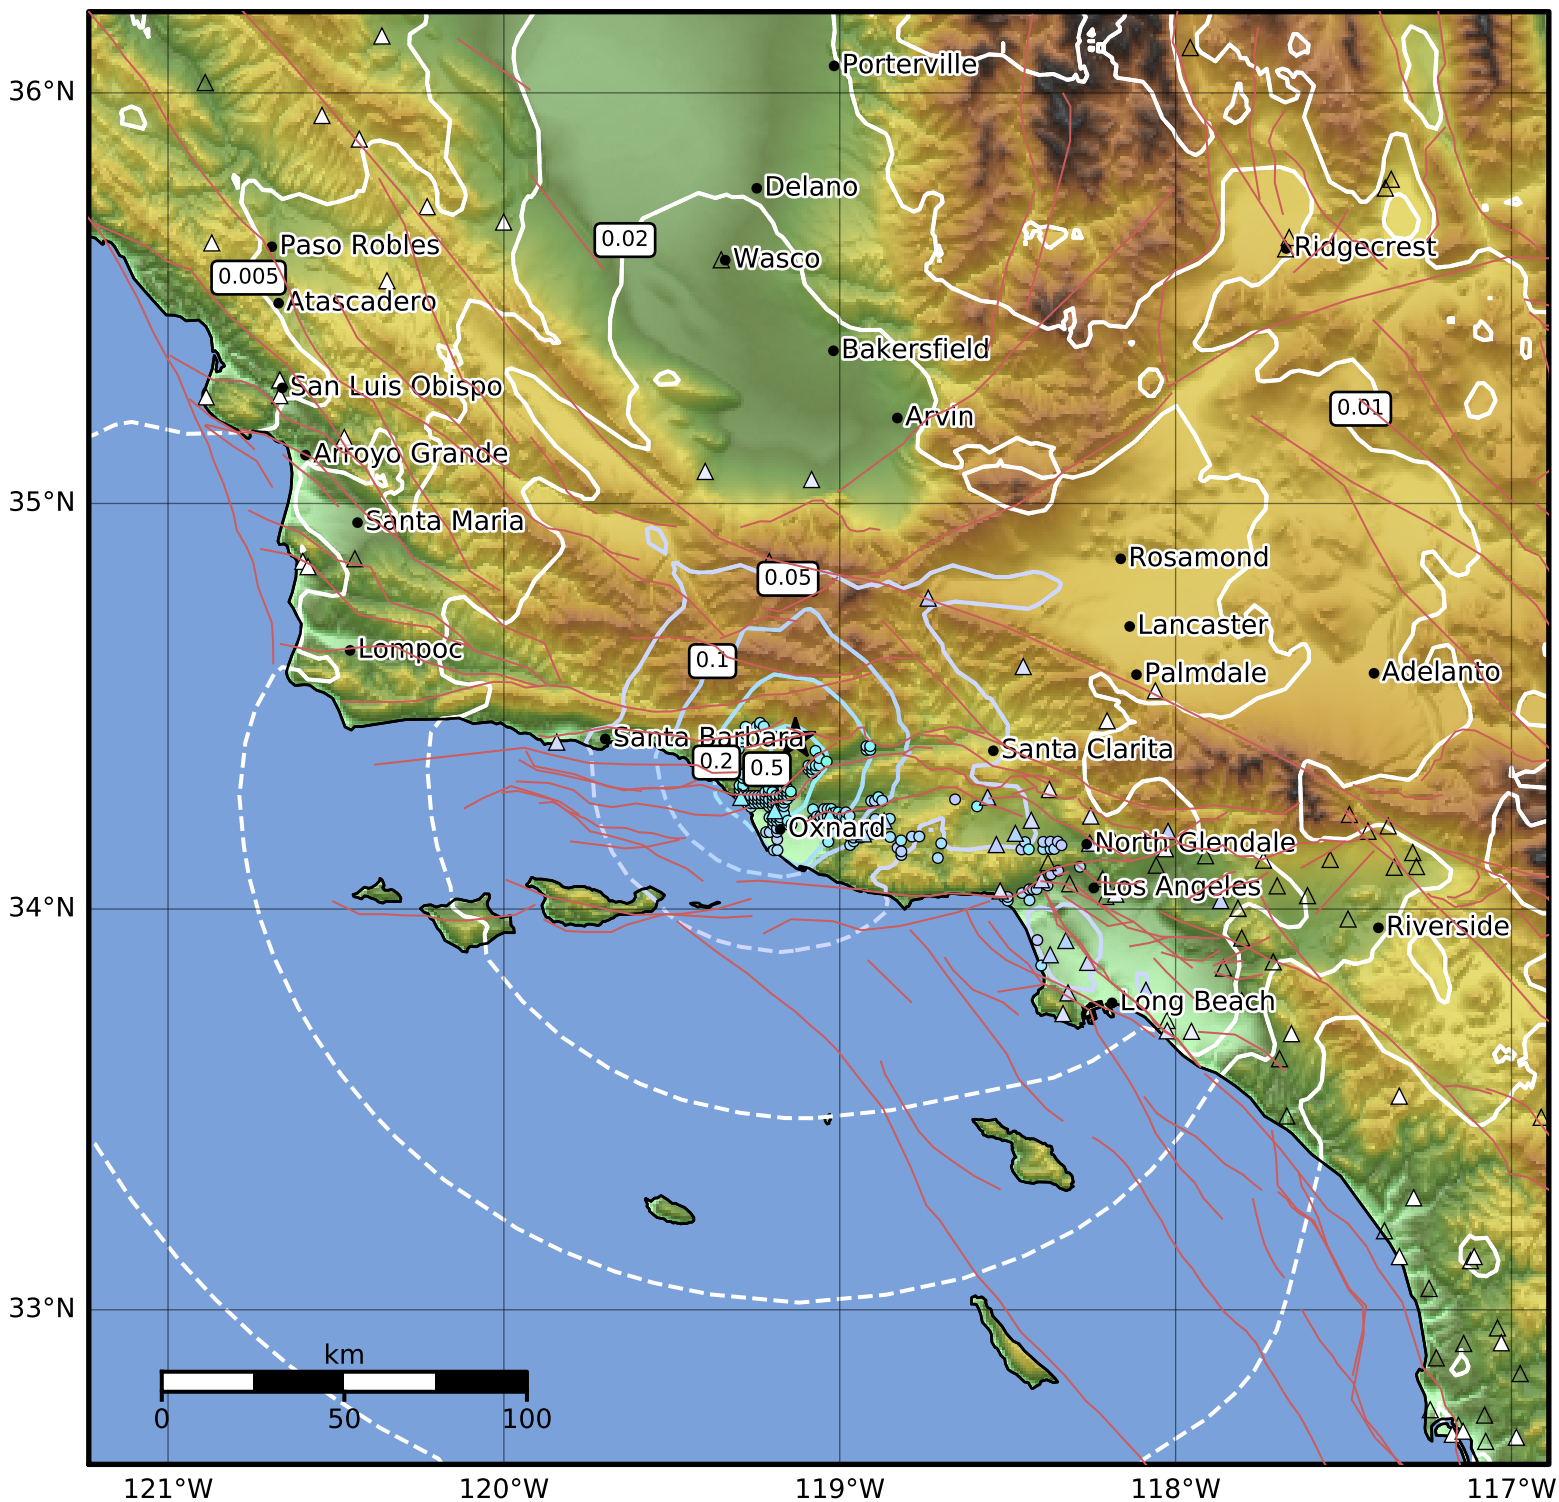 36°N
35°N
34°N
33°N
Porterville
Delano
0.02
Wasco
Paso Robles
Ridgecrest
0.005
Atascadero
Bakersfield
San Luis Obispo
0.01
Arvin
Arroyo Grande
Santa Maria
Rosamond
0.05
Lancaster
Lompoc
0.1
Palmdale
Adelanto
Santa Barbara
Santa Clarita
0.2
0.5
Oxnard
North Glendale
Los Angeles
Riverside
Long Beach
km
0 50 100
121°W 120°W 119°W 118°W 117°W